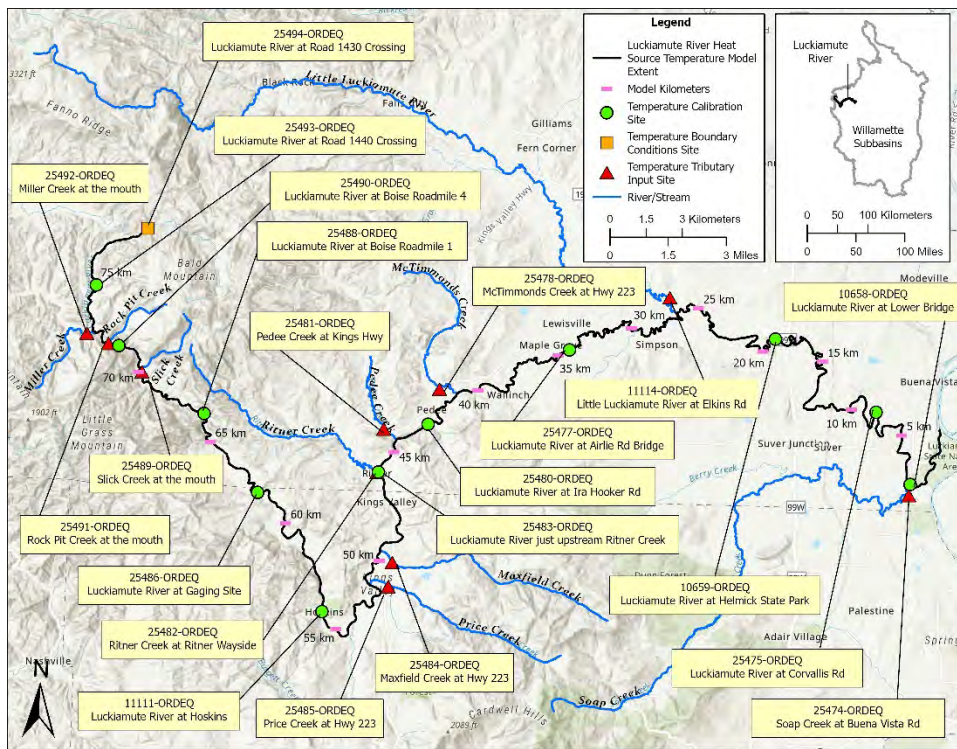 25494-ORDEQ
Luckiamute River at Road 1430 Crossing
25493-ORDEQ
Luckiamute River at Road 1440 Crossing
25492-ORDEQ
Miller Creek at the mouth
25490-ORDEQ
Luckiamute River at Boise Roadmile 4
25488-ORDEQ
Luckiamute River at Boise Roadmile 1
Legend
Luckiamute River Heat
Source Temperature Model
Extent
Model Kilometers
Temperature Calibration
Site
Temperature Boundary
Conditions Site
Temperature Tributary
Input Site
River/Stream
0 1.5 3 Kilometers
0 1.5 3 Miles
Luckiamute
River
Willamette
Subbasins
0 50 100 Kilometers
0 50 100 Miles
3321 ft
Fanno Ridge
Black Rock
Little Luckiamute River
Gilliams
Fern Corner
Kings Valley Hwy
Bald
Mountain
75 km
Rock Pit Creek
Miller Creek
70 km
Slick
Creek
1902 ft
Little
Grass
Mountain
65 km
Ritner Creek
McTimmonds
Creek
25478-ORDEQ
McTimmonds Creek at Hwy 223
25481-ORDEQ
Pedee Creek at Kings Hwy
Pedee Creek
Pedee
Lewisville
Maple Grove
35 km
30 km
Simpson
25 km
20 km
15 km
10 km
5 km
40 km
45 km
Modeville
10658-ORDEQ
Luckiamute River at Lower Bridge
Buena Vista
11114-ORDEQ
Little Luckiamute River at Elkins Rd
25477-ORDEQ
Luckiamute River at Airlie Rd Bridge
25480-ORDEQ
Luckiamute River at Ira Hooker Rd
25483-ORDEQ
Luckiamute River just upstream Ritner Creek
Suver Junction
Suver
Berry Creek
99W
25489-ORDEQ
Slick Creek at the mouth
25491-ORDEQ
Rock Pit Creek at the mouth
25486-ORDEQ
Luckiamute River at Gaging Site
25482-ORDEQ
Ritner Creek at Ritner Wayside
11111-ORDEQ
Luckiamute River at Hoskins
Kings Valley
60 km
50 km
55 km
Maxfield Creek
Price Creek
25485-ORDEQ
Price Creek at Hwy 223
25484-ORDEQ
Maxfield Creek at Hwy 223
Soap Creek
Cardwell Hills
2089 ft
10659-ORDEQ
Luckiamute River at Helmick State Park
Adair Village
Palestine
25475-ORDEQ
Luckiamute River at Corvallis Rd
25474-ORDEQ
Soap Creek at Buena Vista Rd
Nashville
N